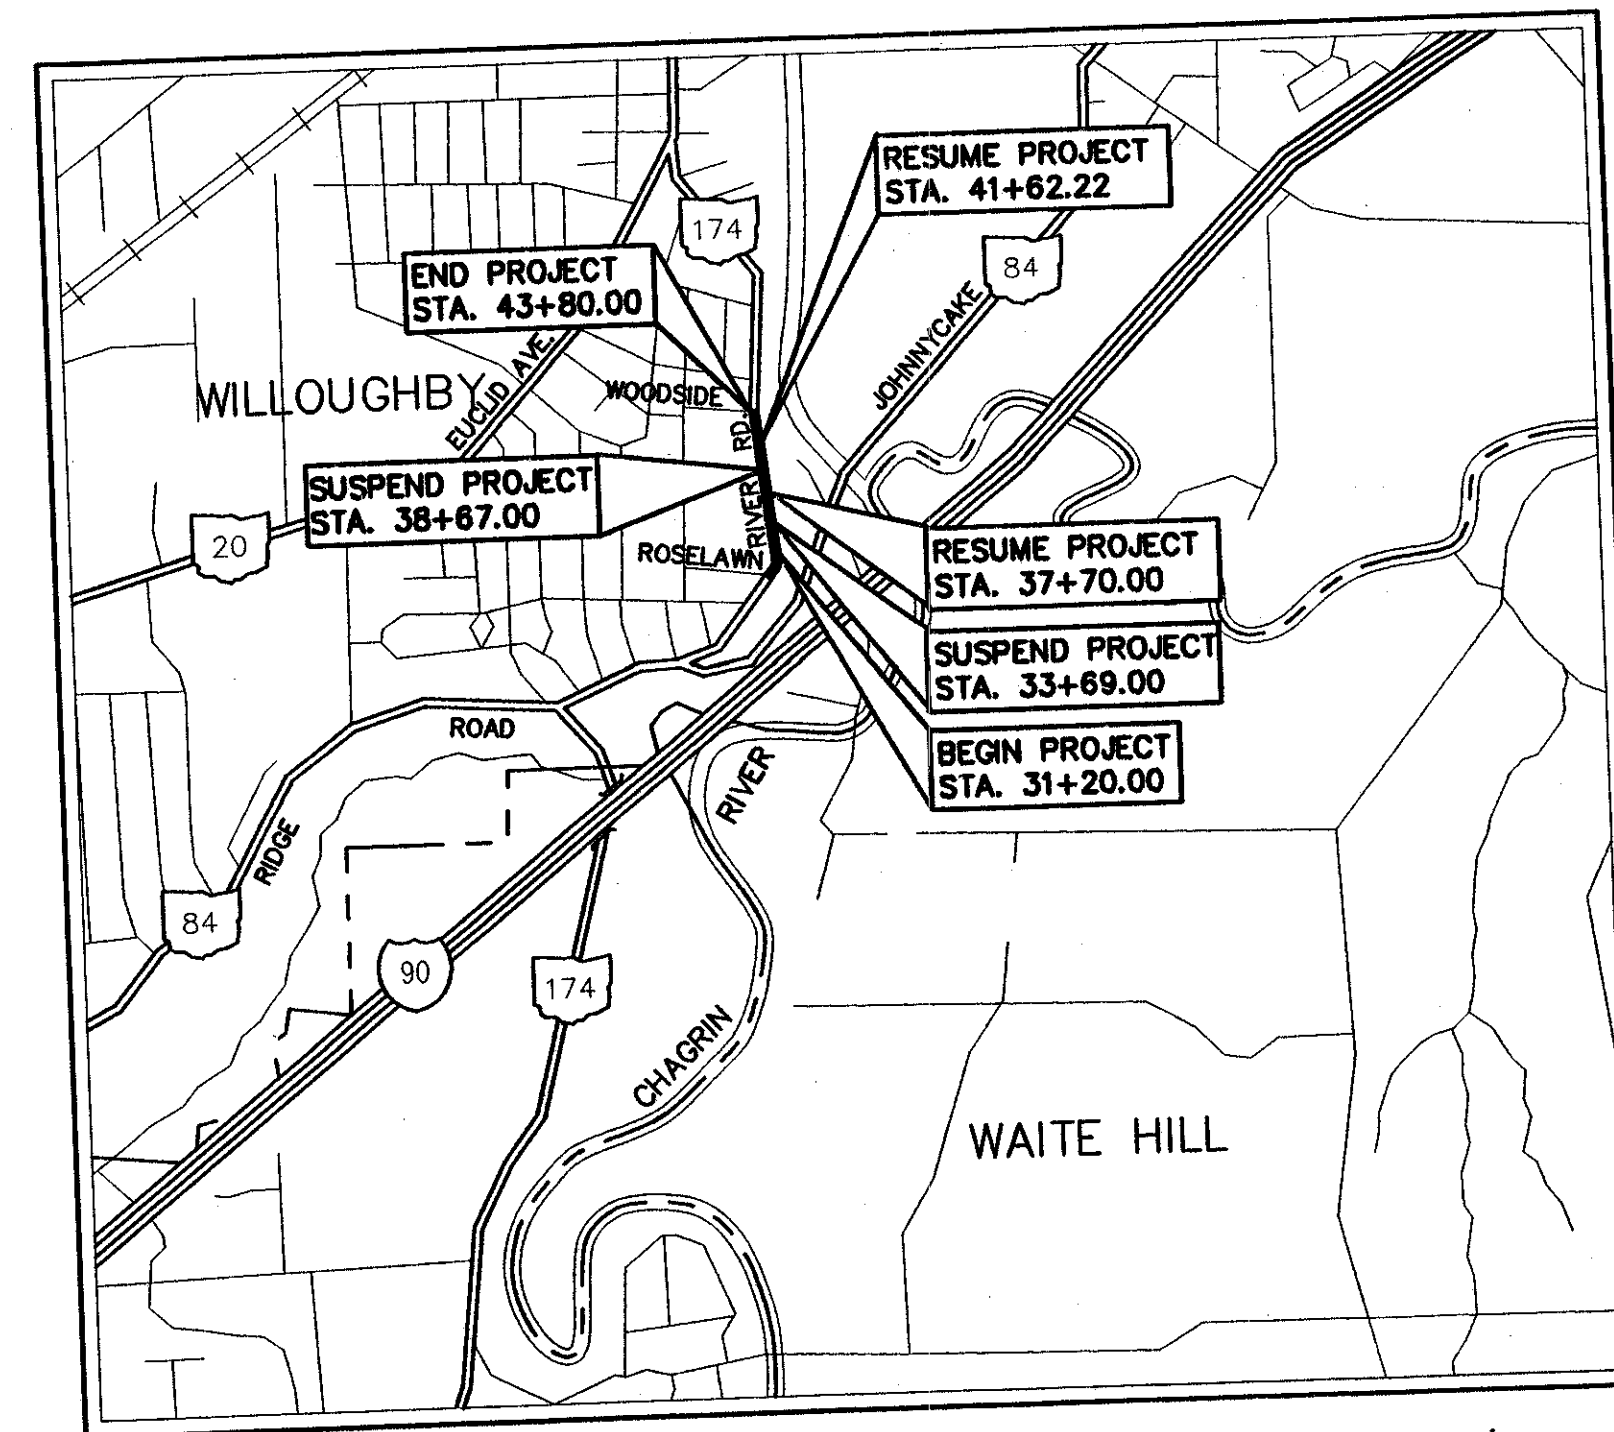 RESUME PROJECT
STA. 41+62.22
174
84
END PROJECT
STA. 43+80.00
JOHNNYCAKE
EUCLID AVE.
WILLOUGHBY
WOODSIDE
RIVER RD.
SUSPEND PROJECT
STA. 38+67.00
20
ROSELAWN
RESUME PROJECT
STA. 37+70.00
SUSPEND PROJECT
STA. 33+69.00
ROAD
BEGIN PROJECT
STA. 31+20.00
RIVER
RIDGE
84
90
174
CHAGRIN
WAITE HILL